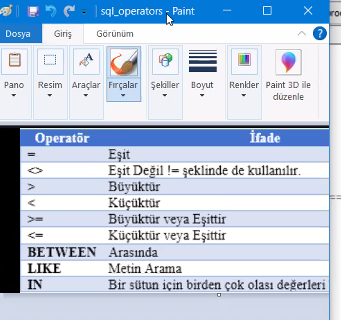 sql_operators - Paint
Dosya Giriş Görünüm
Pano Resim Araçlar Fırçalar Şekiller Boyut Renkler Paint 3D ile düzenle
Operatör İfade
= Eşit
<> Eşit Değil != şeklinde de kullanılır.
> Büyüktür
< Küçüktür
>= Büyüktür veya Eşittir
<= Küçüktür veya Eşittir
BETWEEN Arasında
LIKE Metin Arama
IN Bir sütun için birden çok olası değerleri